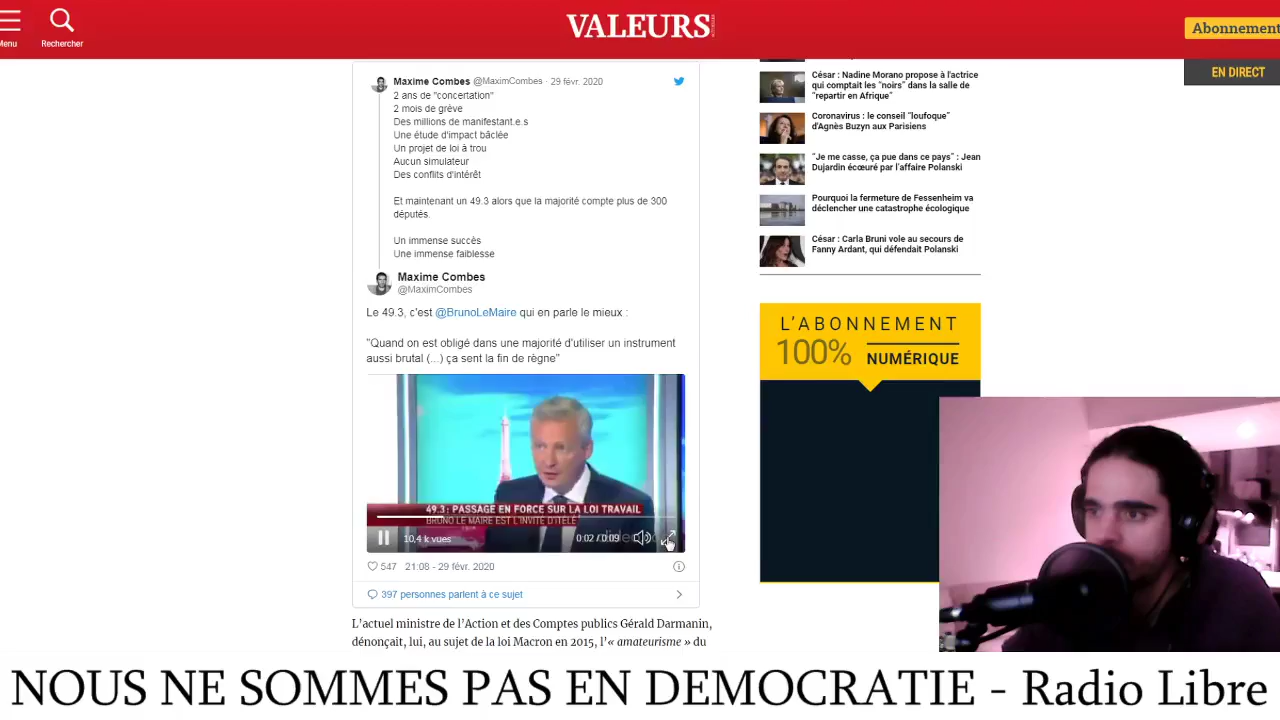 Menu
Rechercher
VALEURS
Abonnement
EN DIRECT
Maxime Combes @MaximCombes · 29 févr. 2020
2 ans de "concertation"
2 mois de grève
Des millions de manifestant.e.s
Une étude d'impact bâclée
Un projet de loi à trou
Aucun simulateur
Des conflits d'intérêt
Et maintenant un 49.3 alors que la majorité compte plus de 300
députés.
Un immense succès
Une immense faiblesse
Maxime Combes
@MaximCombes
Le 49.3, c'est @BrunoLeMaire qui en parle le mieux :
"Quand on est obligé dans une majorité d'utiliser un instrument
aussi brutal (...) ça sent la fin de règne"
49.3 : PASSAGE EN FORCE SUR LA LOI TRAVAIL
BRUNO LE MAIRE EST L'INVITÉ D'ITÉLÉ
10,4 k vues
0:02 / 0:09
547 21:08 - 29 févr. 2020
397 personnes parlent à ce sujet
L'actuel ministre de l'Action et des Comptes publics Gérald Darmanin,
dénonçait, lui, au sujet de la loi Macron en 2015, l'« amateurisme » du
César : Nadine Morano propose à l'actrice
qui comptait les "noirs" dans la salle de
"repartir en Afrique"
Coronavirus : le conseil "loufoque"
d'Agnès Buzyn aux Parisiens
"Je me casse, ça pue dans ce pays" : Jean
Dujardin écœuré par l'affaire Polanski
Pourquoi la fermeture de Fessenheim va
déclencher une catastrophe écologique
César : Carla Bruni vole au secours de
Fanny Ardant, qui défendait Polanski
L'ABONNEMENT
100% NUMÉRIQUE
NOUS NE SOMMES PAS EN DEMOCRATIE - Radio Libre